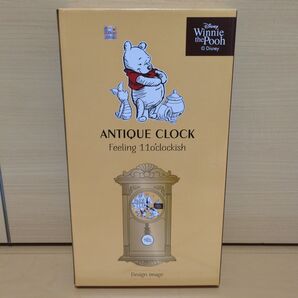 Disney
Winnie
the Pooh
© Disney
ANTIQUE CLOCK
Feeling 11o'clockish
Design image